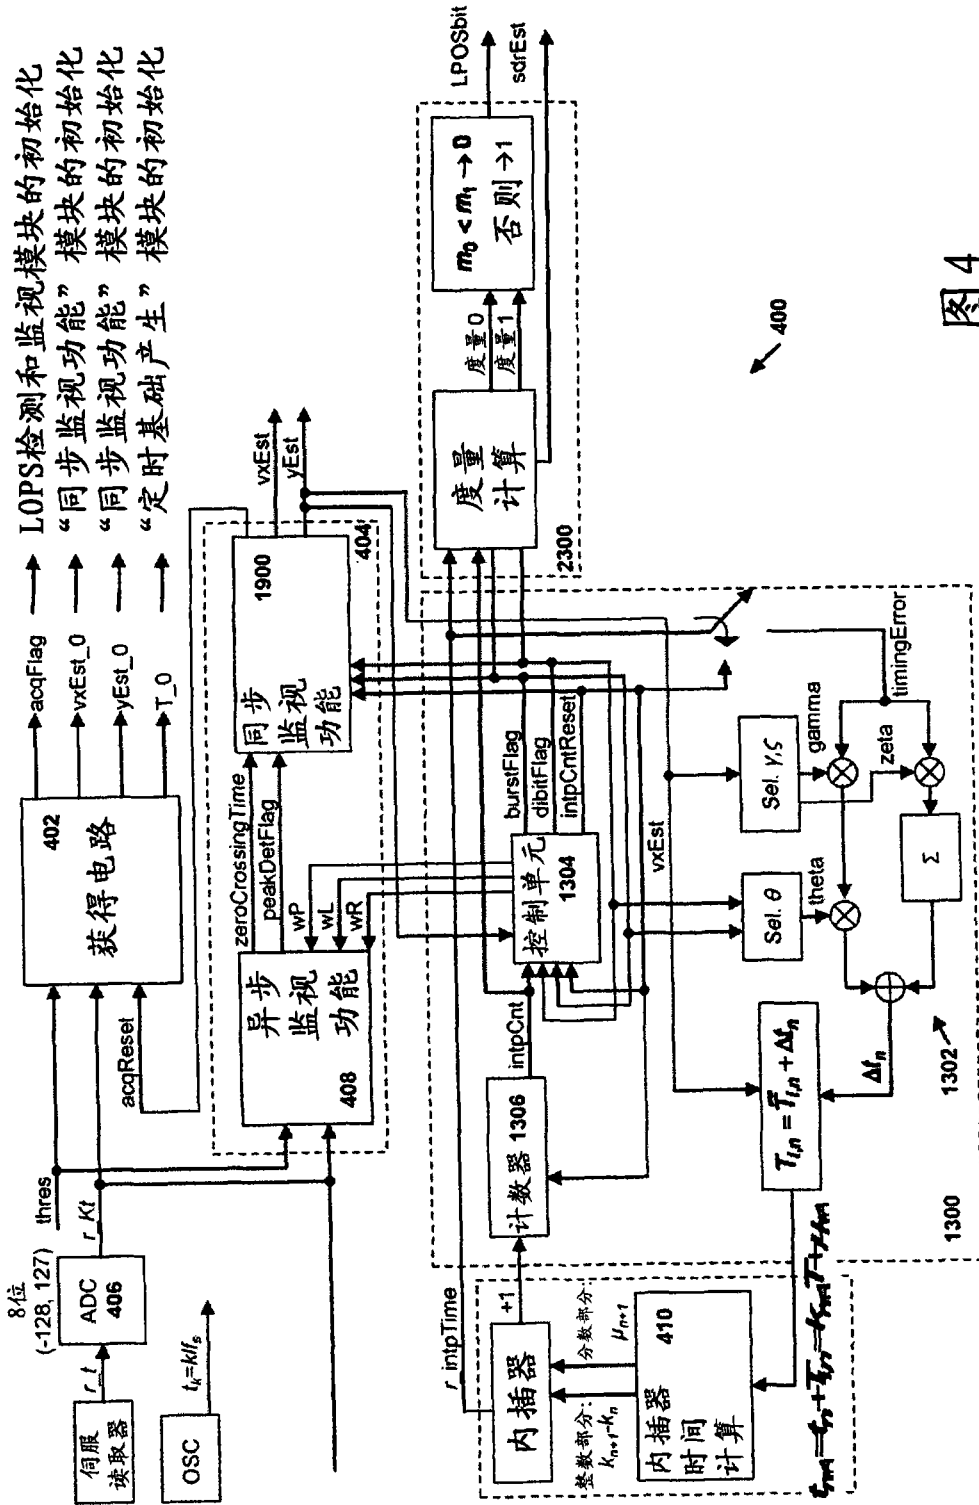 8位
(-128, 127)
伺服
读取器
r_t
ADC
406
r_Kt
thres
OSC
t_k=k/f_s
acqReset
获得电路
402
acqFlag
LOPS检测和监视模块的初始化
vxEst_0
“同步监视功能”模块的初始化
yEst_0
“同步监视功能”模块的初始化
T_0
“定时基础产生”模块的初始化
异步
监视
功能
408
zeroCrossingTime
peakDetFlag
wP
wL
wR
同步
监视
功能
1900
404
vxEst
yEst
r_intpTime
内插器
+1
整数部分:
k_{n+1}-k_n
分数部分:
μ_{n+1}
内插器
时间
计算
410
计数器 1306
intpCnt
控制单元
1304
burstFlag
dibitFlag
intpCntReset
vxEst
度量
计算
2300
度量0
度量1
m_0 < m_1 → 0
否则 → 1
LPOSbit
sdrEst
Sel. θ
theta
Sel. γ,ζ
gamma
zeta
timingError
Σ
Δt_n
1302
1300
400
图 4